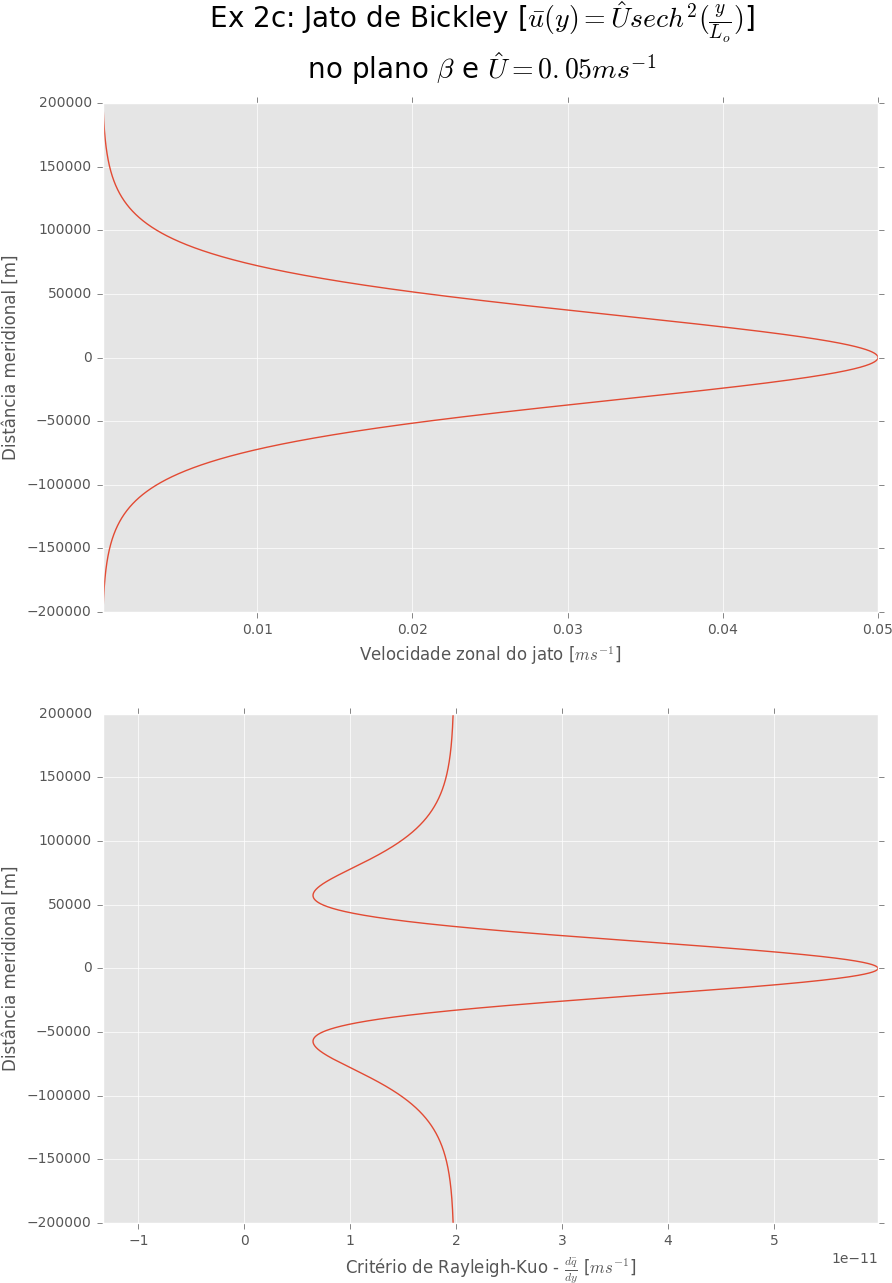 Ex 2c: Jato de Bickley [ū(y) = Ûsech²(y/Lₒ)]
no plano β e Û = 0.05ms⁻¹
200000
150000
100000
50000
0
−50000
−100000
−150000
−200000
Distância meridional [m]
0.01 0.02 0.03 0.04 0.05
Velocidade zonal do jato [ms⁻¹]
200000
150000
100000
50000
0
−50000
−100000
−150000
−200000
Distância meridional [m]
−1 0 1 2 3 4 5
1e−11
Critério de Rayleigh-Kuo - dq̄/dy [ms⁻¹]